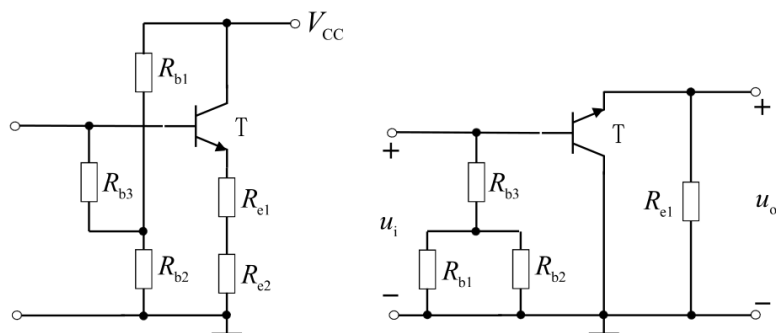 V_CC
R_b1
T
R_b3
R_e1
R_b2
R_e2
+
+
T
R_b3
R_e1
u_i
u_o
R_b1
R_b2
−
−